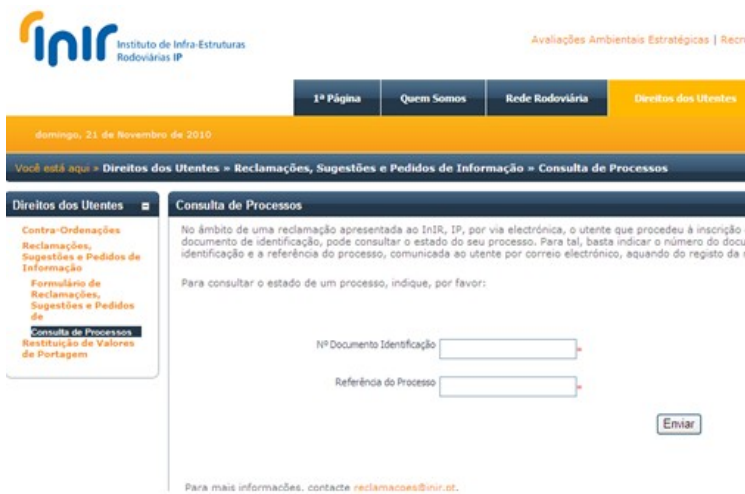 InIR Instituto de Infra-Estruturas
Rodoviárias IP
Avaliações Ambientais Estratégicas |
1ª Página Quem Somos Rede Rodoviária Direitos dos Utentes
domingo, 21 de Novembro de 2010
Você está aqui » Direitos dos Utentes » Reclamações, Sugestões e Pedidos de Informação » Consulta de Processos
Direitos dos Utentes
Contra-Ordenações
Reclamações,
Sugestões e Pedidos de
Informação
Formulário de
Reclamações,
Sugestões e Pedidos
de
Consulta de Processos
Restituição de Valores
de Portagem
Consulta de Processos
No âmbito de uma reclamação apresentada ao InIR, IP, por via electrónica, o utente que procedeu à inscrição
documento de identificação, pode consultar o estado do seu processo. Para tal, basta indicar o número do
identificação e a referência do processo, comunicada ao utente por correio electrónico, aquando do registo da
Para consultar o estado de um processo, indique, por favor:
Nº Documento Identificação *
Referência do Processo *
Enviar
Para mais informações, contacte reclamacoes@inir.pt.